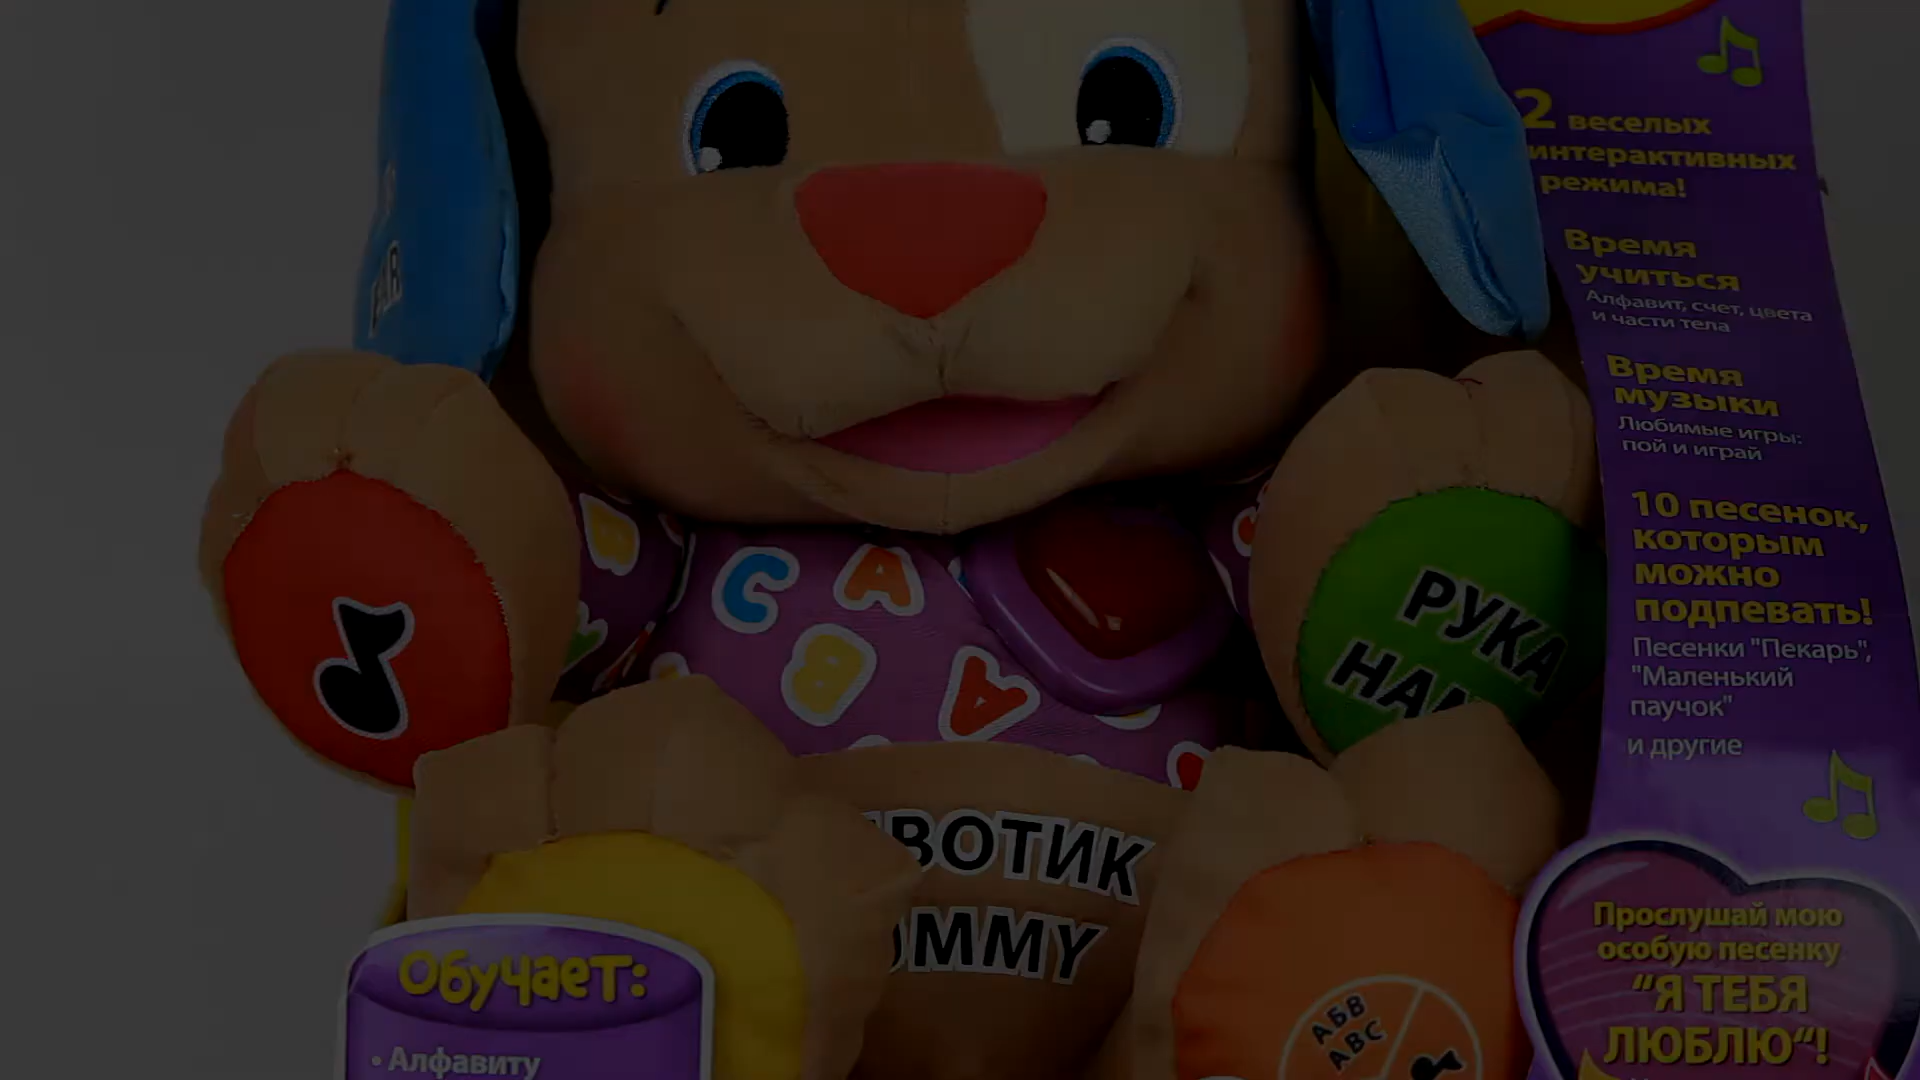 2 веселых
интерактивных
режима!
Время
учиться
Алфавит, счет, цвета
и части тела
Время
музыки
Любимые игры:
пой и играй
10 песенок,
которым
можно
подпевать!
Песенки "Пекарь",
"Маленький
паучок"
и другие
Прослушай мою
особую песенку
“Я ТЕБЯ
ЛЮБЛЮ“!
EAR
C A
B
A
B
РУКА
Обучает:
• Алфавиту
АБВ
ABC